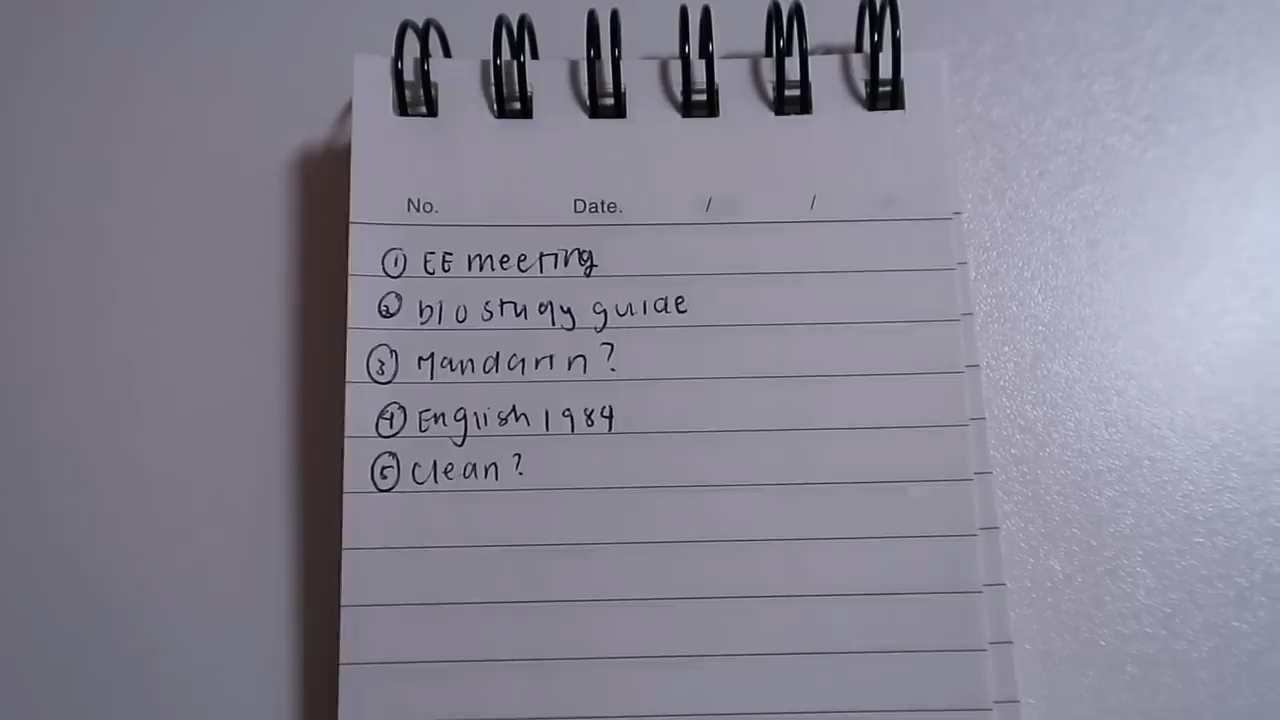 No. Date. / /
① EE meeting
② bio study guide
③ Mandarin?
④ English 1984
⑤ Clean?